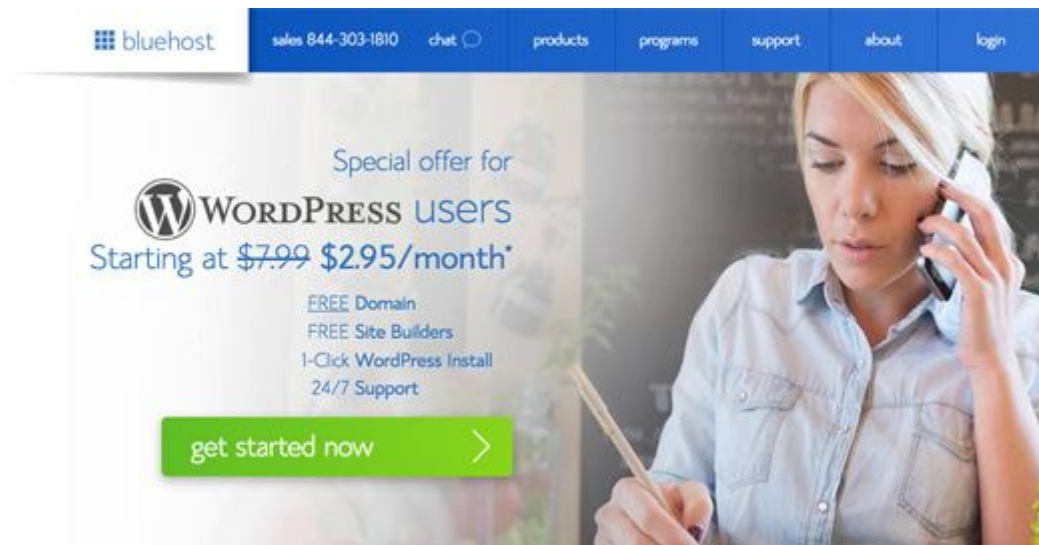 bluehost
sales 844-303-1810 chat products programs support about login
Special offer for
WORDPRESS users
Starting at $7.99 $2.95/month*
FREE Domain
FREE Site Builders
1-Click WordPress Install
24/7 Support
get started now